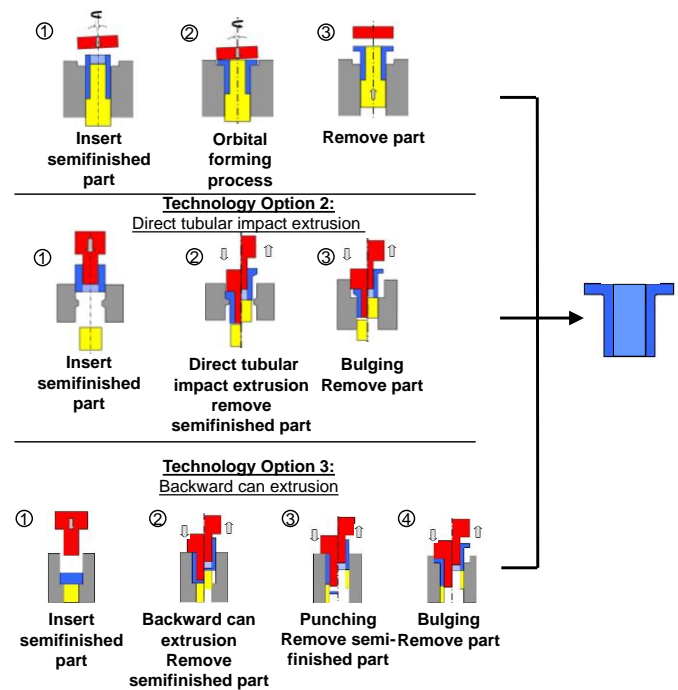 ① ② ③
Insert
semifinished
part
Orbital
forming
process
Remove part
Technology Option 2:
Direct tubular impact extrusion
① ② ③
Insert
semifinished
part
Direct tubular
impact extrusion
remove
semifinished part
Bulging
Remove part
Technology Option 3:
Backward can extrusion
① ② ③ ④
Insert
semifinished
part
Backward can
extrusion
Remove
semifinished part
Punching
Remove semi-
finished part
Bulging
Remove part